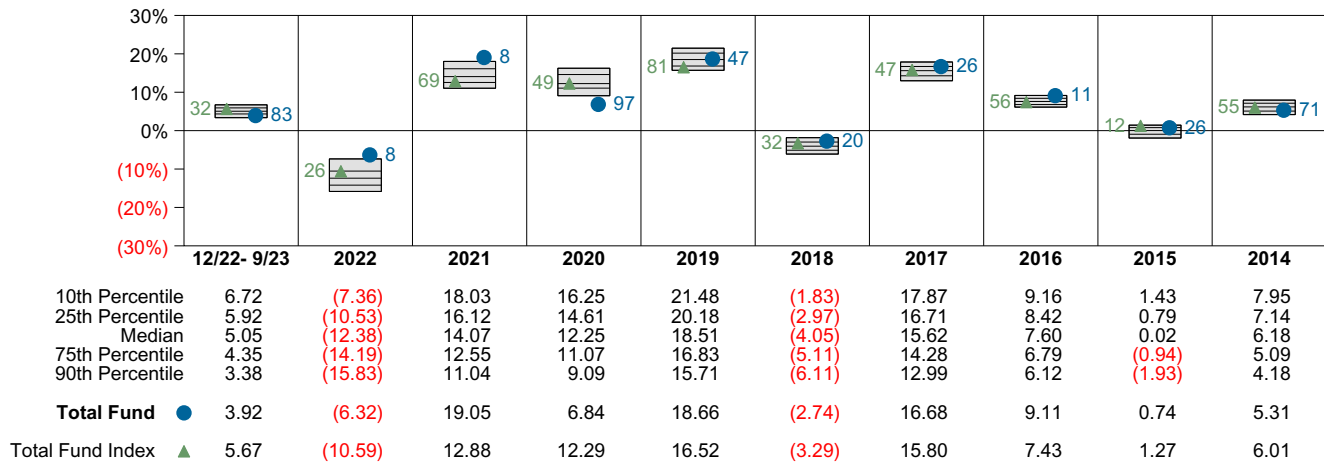 30%
20%
10%
0%
(10%)
(20%)
(30%)
32 83
26 8
69 8
49 97
81 47
32 20
47 26
56 11
12 26
55 71
12/22- 9/23 2022 2021 2020 2019 2018 2017 2016 2015 2014
10th Percentile 6.72 (7.36) 18.03 16.25 21.48 (1.83) 17.87 9.16 1.43 7.95
25th Percentile 5.92 (10.53) 16.12 14.61 20.18 (2.97) 16.71 8.42 0.79 7.14
Median 5.05 (12.38) 14.07 12.25 18.51 (4.05) 15.62 7.60 0.02 6.18
75th Percentile 4.35 (14.19) 12.55 11.07 16.83 (5.11) 14.28 6.79 (0.94) 5.09
90th Percentile 3.38 (15.83) 11.04 9.09 15.71 (6.11) 12.99 6.12 (1.93) 4.18
Total Fund 3.92 (6.32) 19.05 6.84 18.66 (2.74) 16.68 9.11 0.74 5.31
Total Fund Index 5.67 (10.59) 12.88 12.29 16.52 (3.29) 15.80 7.43 1.27 6.01